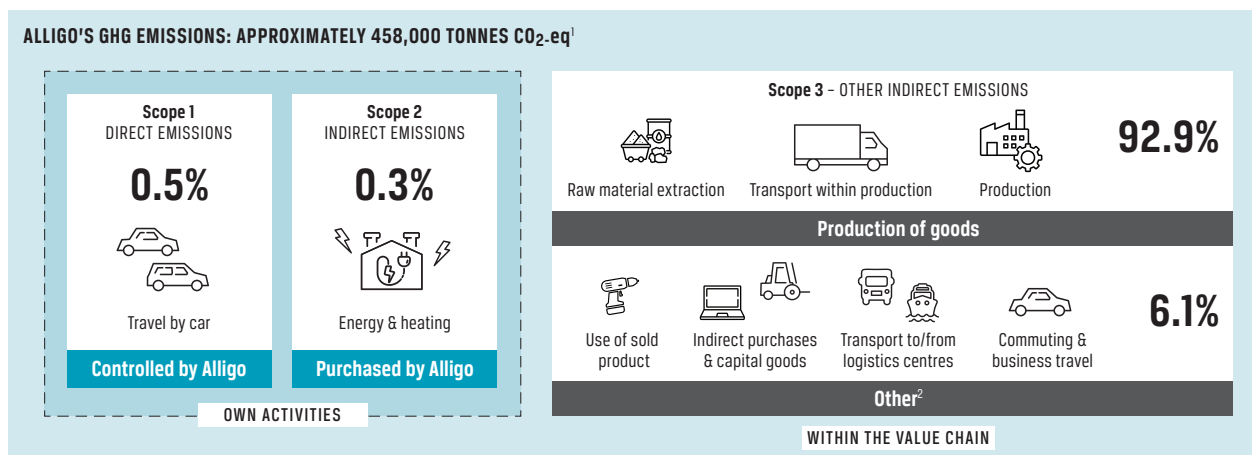 ALLIGO'S GHG EMISSIONS: APPROXIMATELY 458,000 TONNES CO2-eq1
Scope 1
DIRECT EMISSIONS
0.5%
Travel by car
Controlled by Alligo
Scope 2
INDIRECT EMISSIONS
0.3%
Energy & heating
Purchased by Alligo
OWN ACTIVITIES
Scope 3 – OTHER INDIRECT EMISSIONS
Raw material extraction
Transport within production
Production
92.9%
Production of goods
Use of sold
product
Indirect purchases
& capital goods
Transport to/from
logistics centres
Commuting &
business travel
6.1%
Other2
WITHIN THE VALUE CHAIN